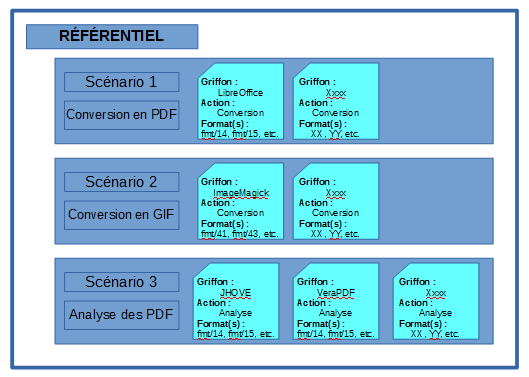 RÉFÉRENTIEL
Scénario 1
Conversion en PDF
Griffon :
LibreOffice
Action :
Conversion
Format(s) :
fmt/14, fmt/15, etc.
Griffon :
Xxxx
Action :
Conversion
Format(s) :
XX , YY, etc.
Scénario 2
Conversion en GIF
Griffon :
ImageMagick
Action :
Conversion
Format(s) :
fmt/41, fmt/43, etc.
Griffon :
Xxxx
Action :
Conversion
Format(s) :
XX , YY, etc.
Scénario 3
Analyse des PDF
Griffon :
JHOVE
Action :
Analyse
Format(s) :
fmt/14, fmt/15, etc.
Griffon :
VeraPDF
Action :
Analyse
Format(s) :
fmt/14, fmt/15, etc.
Griffon :
Xxxx
Action :
Analyse
Format(s) :
XX , YY, etc.